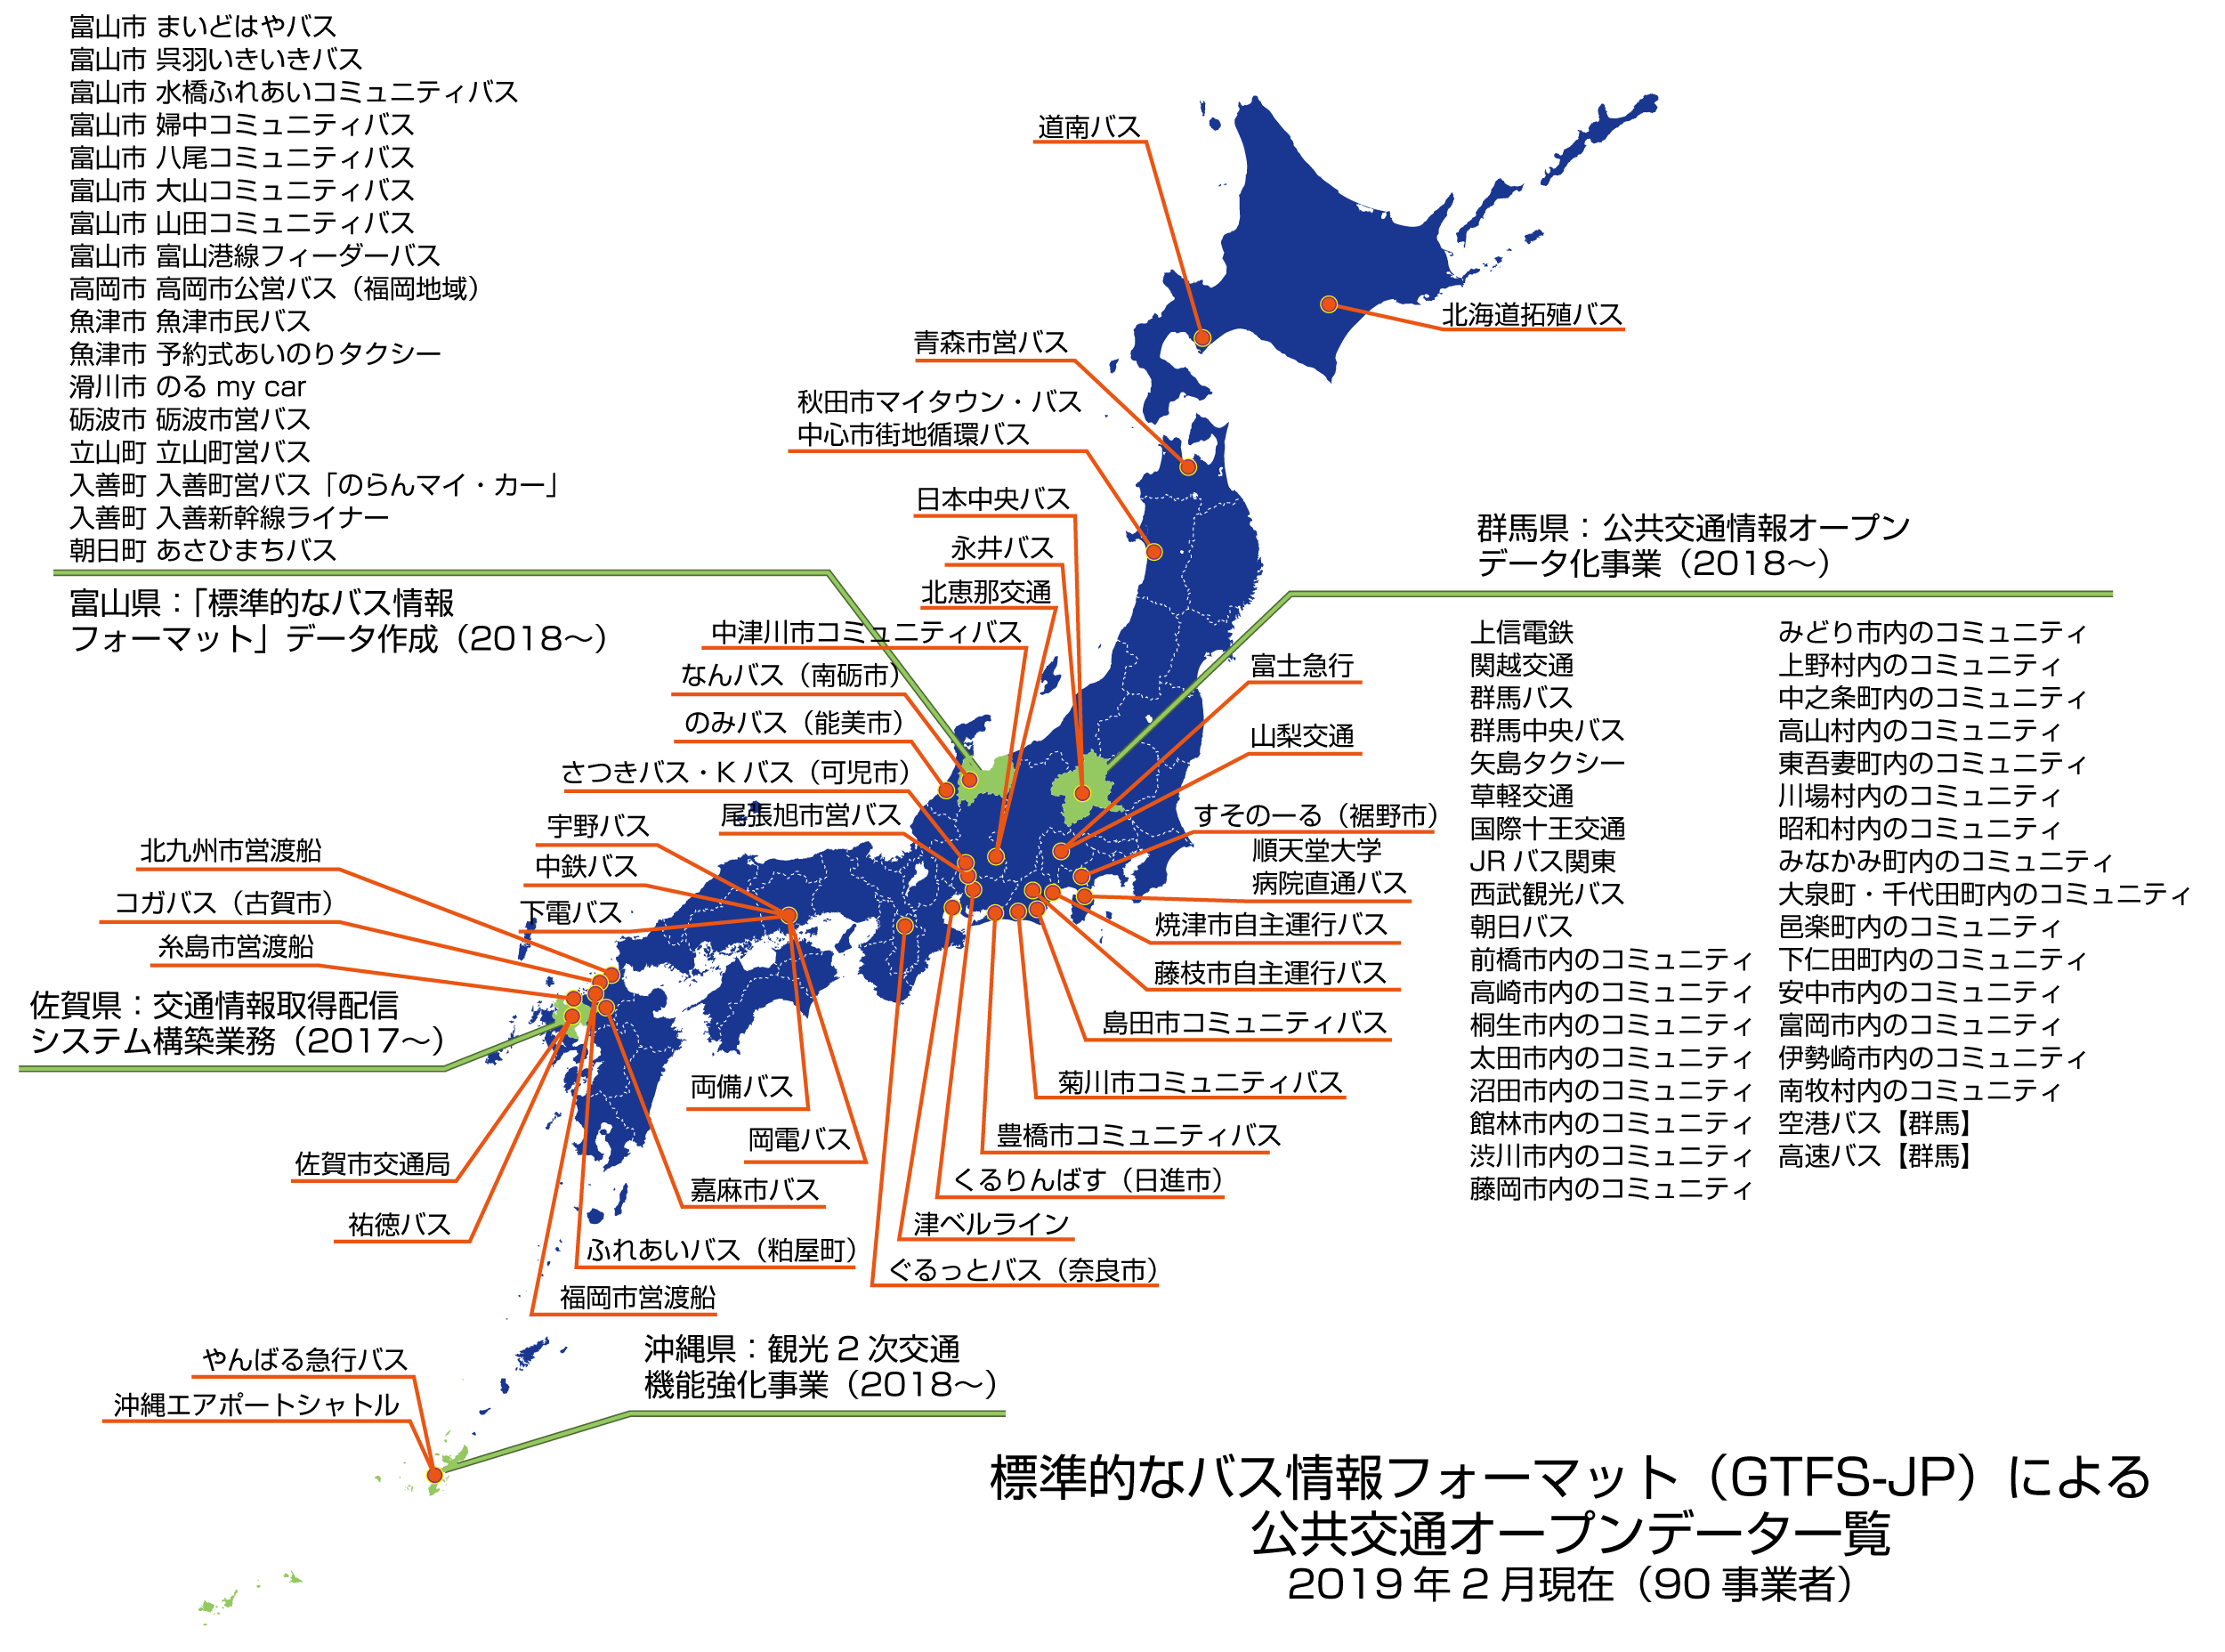 富山市 まいどはやバス
富山市 呉羽いきいきバス
富山市 水橋ふれあいコミュニティバス
富山市 婦中コミュニティバス
富山市 八尾コミュニティバス
富山市 大山コミュニティバス
富山市 山田コミュニティバス
富山市 富山港線フィーダーバス
高岡市 高岡市公営バス（福岡地域）
魚津市 魚津市民バス
魚津市 予約式あいのりタクシー
滑川市 のる my car
砺波市 砺波市営バス
立山町 立山町営バス
入善町 入善町営バス「のらんマイ・カー」
入善町 入善新幹線ライナー
朝日町 あさひまちバス
富山県：「標準的なバス情報
フォーマット」データ作成（2018～）
道南バス
北海道拓殖バス
青森市営バス
秋田市マイタウン・バス
中心市街地循環バス
日本中央バス
永井バス
北恵那交通
中津川市コミュニティバス
なんバス（南砺市）
のみバス（能美市）
さつきバス・K バス（可児市）
尾張旭市営バス
宇野バス
中鉄バス
下電バス
北九州市営渡船
コガバス（古賀市）
糸島市営渡船
佐賀県：交通情報取得配信
システム構築業務（2017～）
佐賀市交通局
祐徳バス
両備バス
岡電バス
嘉麻市バス
ふれあいバス（粕屋町）
福岡市営渡船
やんばる急行バス
沖縄エアポートシャトル
沖縄県：観光 2 次交通
機能強化事業（2018～）
富士急行
山梨交通
すそのーる（裾野市）
順天堂大学
病院直通バス
焼津市自主運行バス
藤枝市自主運行バス
島田市コミュニティバス
菊川市コミュニティバス
豊橋市コミュニティバス
くるりんばす（日進市）
津ベルライン
ぐるっとバス（奈良市）
群馬県：公共交通情報オープン
データ化事業（2018～）
上信電鉄
関越交通
群馬バス
群馬中央バス
矢島タクシー
草軽交通
国際十王交通
JR バス関東
西武観光バス
朝日バス
前橋市内のコミュニティ
高崎市内のコミュニティ
桐生市内のコミュニティ
太田市内のコミュニティ
沼田市内のコミュニティ
館林市内のコミュニティ
渋川市内のコミュニティ
藤岡市内のコミュニティ
みどり市内のコミュニティ
上野村内のコミュニティ
中之条町内のコミュニティ
高山村内のコミュニティ
東吾妻町内のコミュニティ
川場村内のコミュニティ
昭和村内のコミュニティ
みなかみ町内のコミュニティ
大泉町・千代田町内のコミュニティ
邑楽町内のコミュニティ
下仁田町内のコミュニティ
安中市内のコミュニティ
富岡市内のコミュニティ
伊勢崎市内のコミュニティ
南牧村内のコミュニティ
空港バス【群馬】
高速バス【群馬】
標準的なバス情報フォーマット（GTFS-JP）による
公共交通オープンデータ一覧
2019 年 2 月現在（90 事業者）